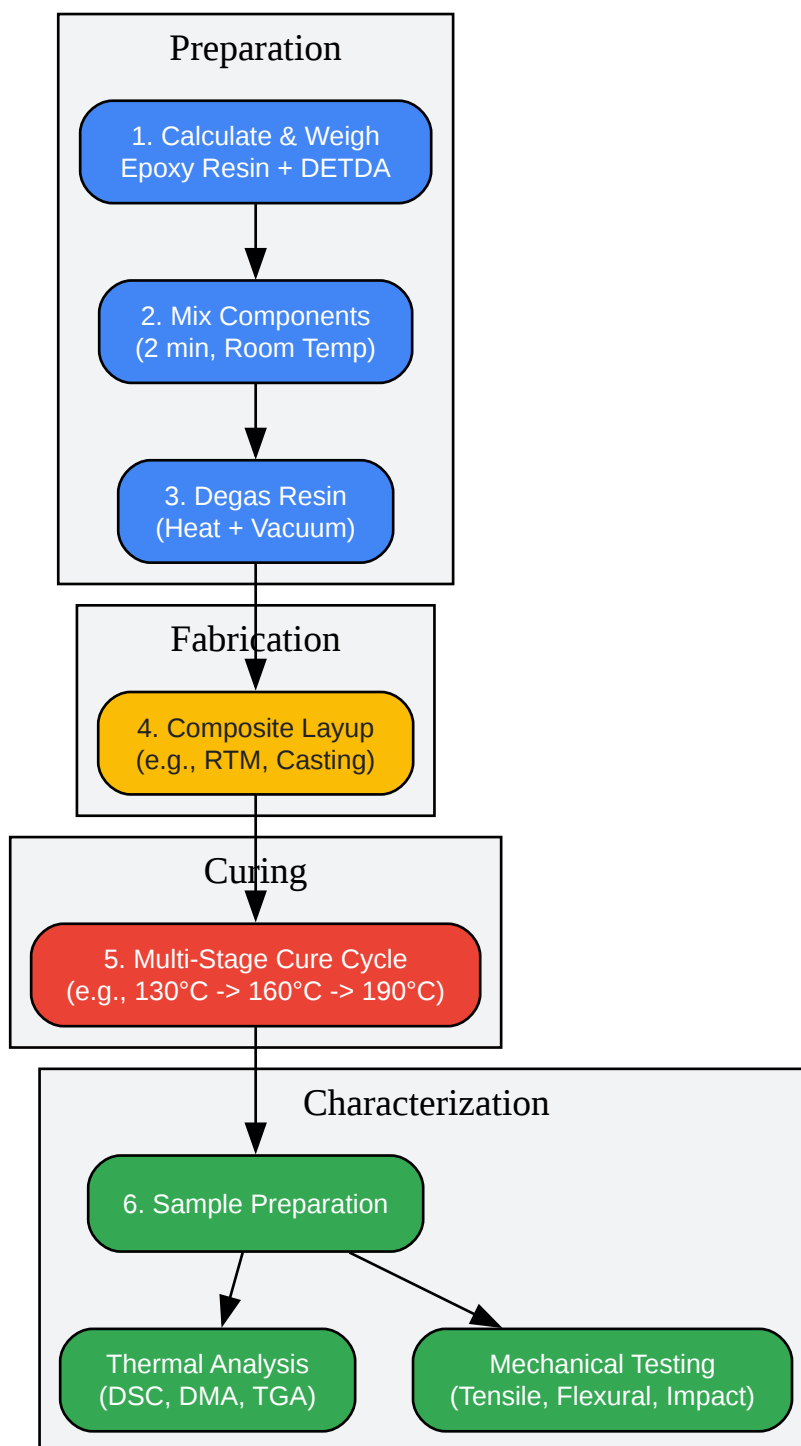 Preparation
1. Calculate & Weigh
Epoxy Resin + DETDA
2. Mix Components
(2 min, Room Temp)
3. Degas Resin
(Heat + Vacuum)
Fabrication
4. Composite Layup
(e.g., RTM, Casting)
Curing
5. Multi-Stage Cure Cycle
(e.g., 130°C -> 160°C -> 190°C)
Characterization
6. Sample Preparation
Thermal Analysis
(DSC, DMA, TGA)
Mechanical Testing
(Tensile, Flexural, Impact)